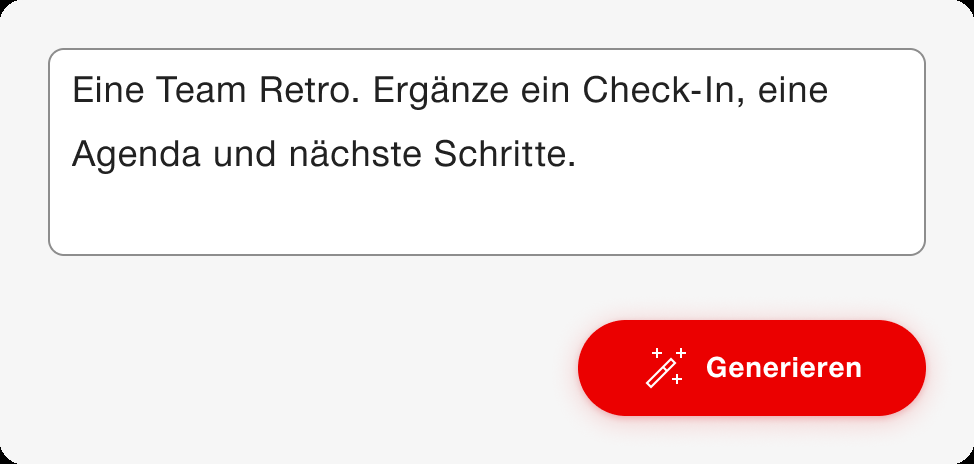 Eine Team Retro. Ergänze ein Check-In, eine
Agenda und nächste Schritte.
Generieren